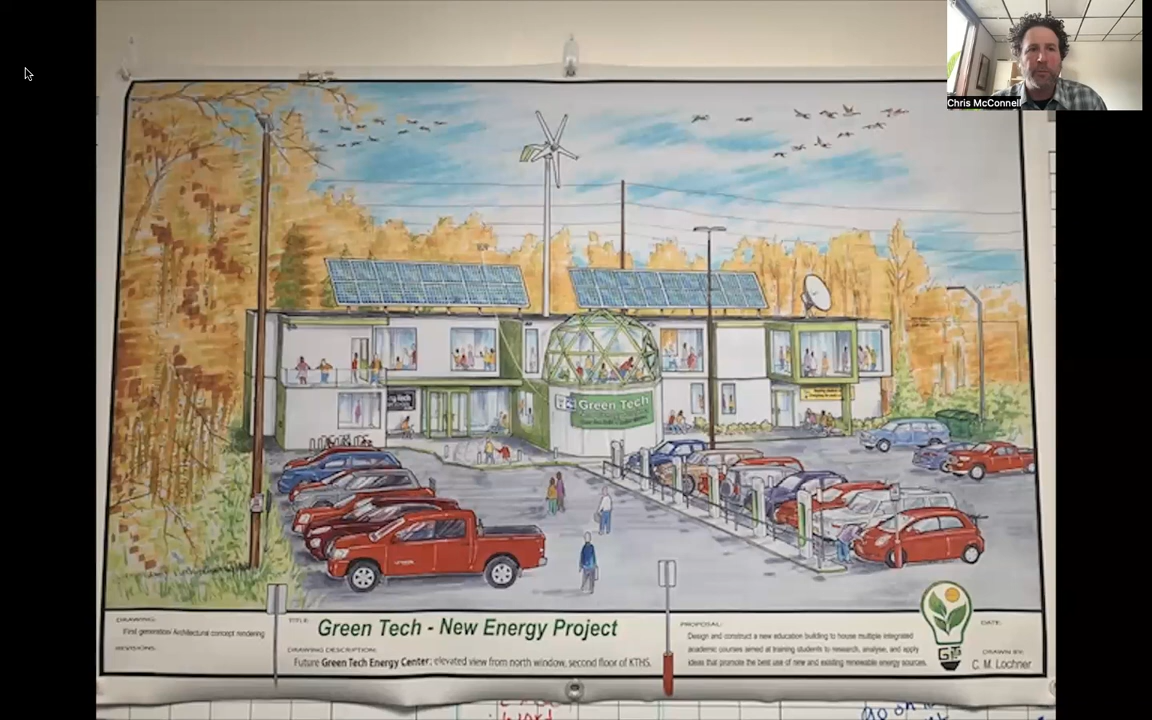 Chris McConnell
Green Tech
DRAWING:
First generation Architectural concept rendering
REVISIONS:
TITLE:
Green Tech - New Energy Project
DRAWING DESCRIPTION:
Future Green Tech Energy Center; elevated view from north window, second floor of KTHS.
PROPOSAL:
Design and construct a new education building to house multiple integrated
academic courses aimed at training students to research, analyse, and apply
ideas that promote the best use of new and existing renewable energy sources.
DATE:
DRAWN BY:
C. M. Lochner